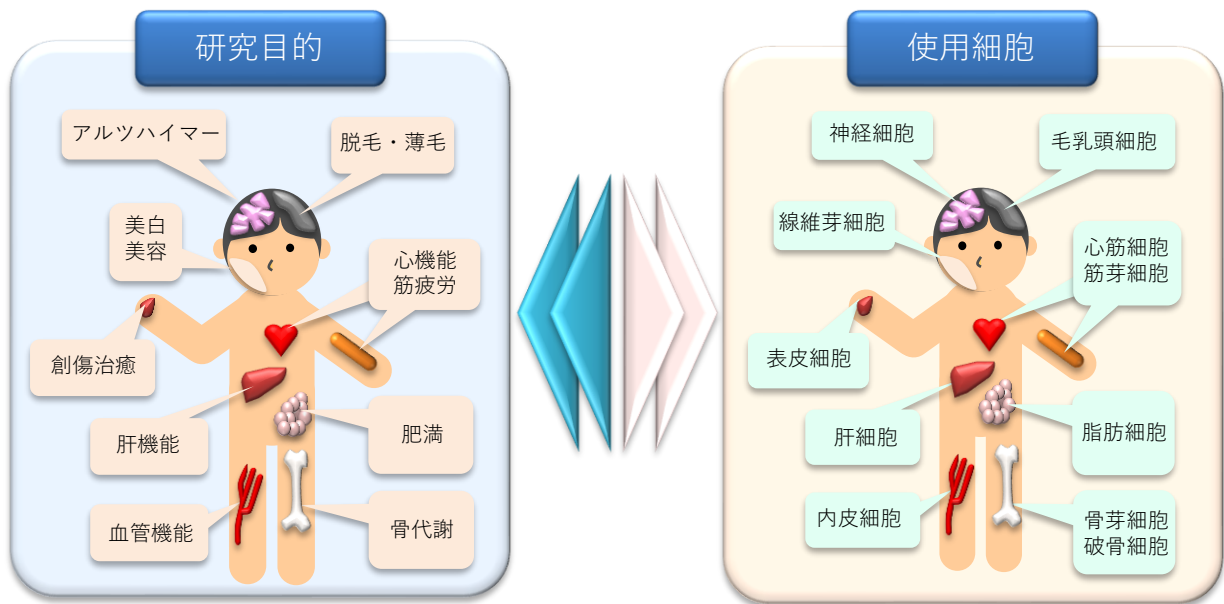 研究目的
アルツハイマー
脱毛・薄毛
美白
美容
心機能
筋疲労
創傷治癒
肝機能
肥満
血管機能
骨代謝
使用細胞
神経細胞
毛乳頭細胞
線維芽細胞
心筋細胞
筋芽細胞
表皮細胞
肝細胞
脂肪細胞
内皮細胞
骨芽細胞
破骨細胞